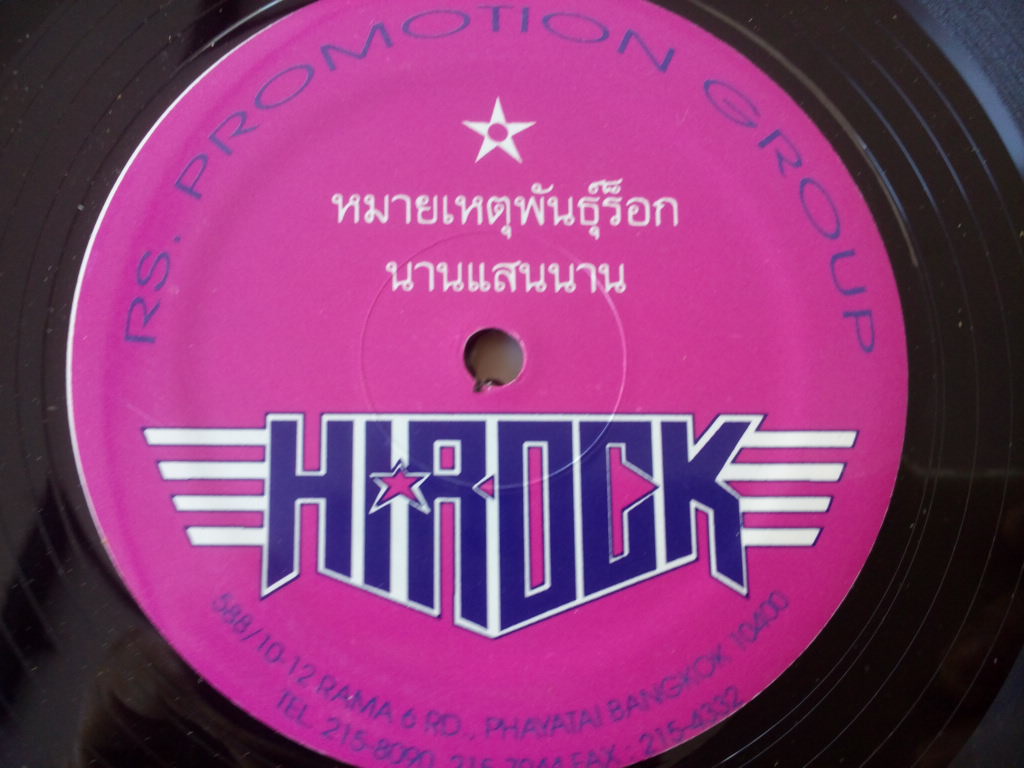 RS. PROMOTION GROUP
หมายเหตุพันธุ์ร็อก
นานแสนนาน
HIROCK
588/10-12 RAMA 6 RD., PHAYATAI BANGKOK 10400
TEL. 215-8090, 215-7944 FAX : 215-4332